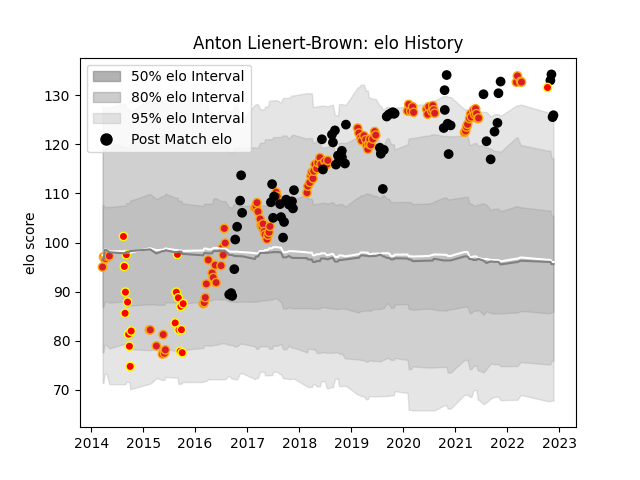 Anton Lienert-Brown: elo History
50% elo Interval
80% elo Interval
95% elo Interval
Post Match elo
elo score
130
120
110
100
90
80
70
2014 2015 2016 2017 2018 2019 2020 2021 2022 2023